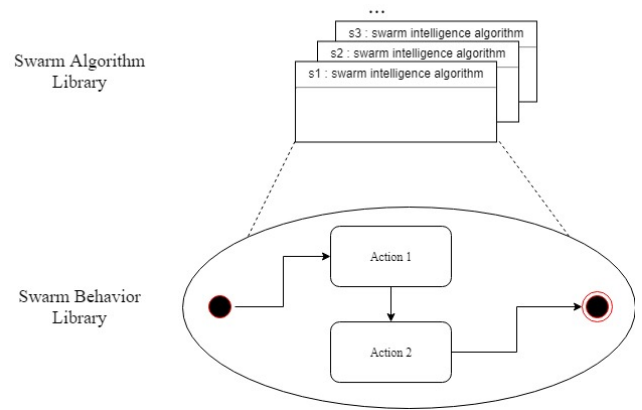 ...
s3 : swarm intelligence algorithm
s2 : swarm intelligence algorithm
s1 : swarm intelligence algorithm
Swarm Algorithm
Library
Action 1
Swarm Behavior
Library
Action 2